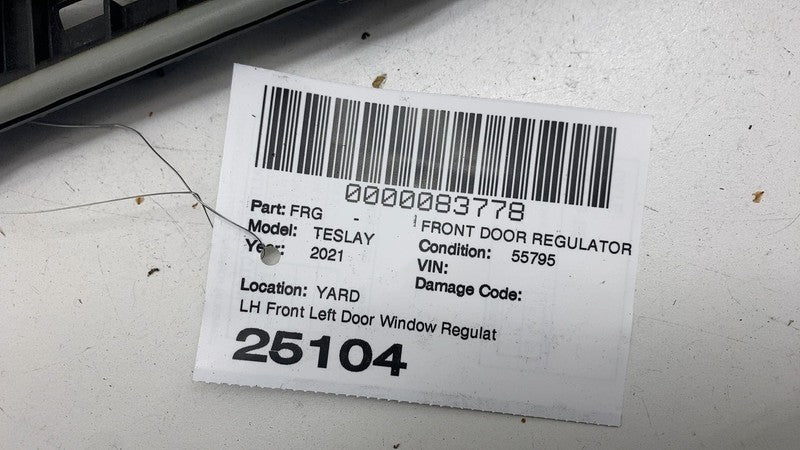 0000083778
Part: FRG - FRONT DOOR REGULATOR
Model: TESLAY Condition: 55795
Year: 2021 VIN:
Damage Code:
Location: YARD
LH Front Left Door Window Regulat
25104